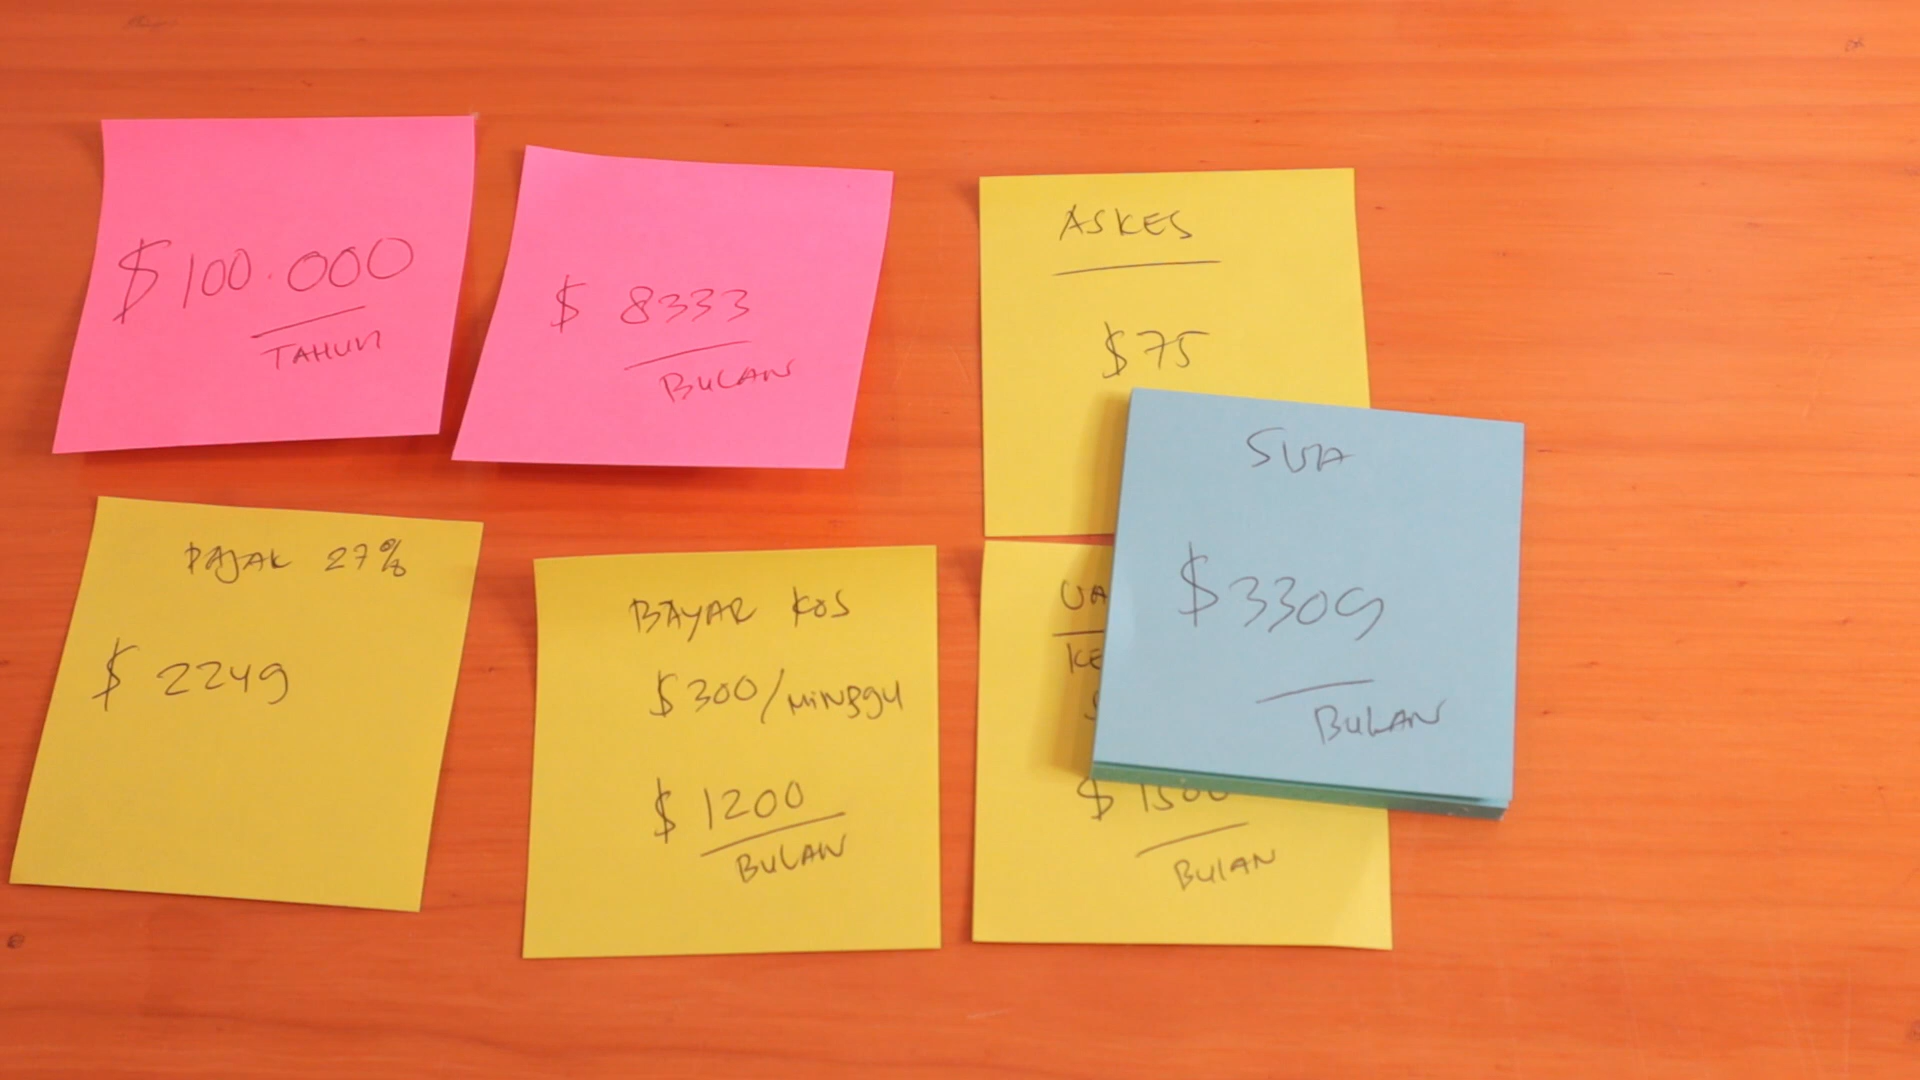 $100.000
TAHUN
$ 8333
BULAN
ASKES
$75
PAJAK 27%
$ 2249
BAYAR KOS
$300/MINGGU
$ 1200
BULAN
SISA
$3309
BULAN
$ 1500
BULAN